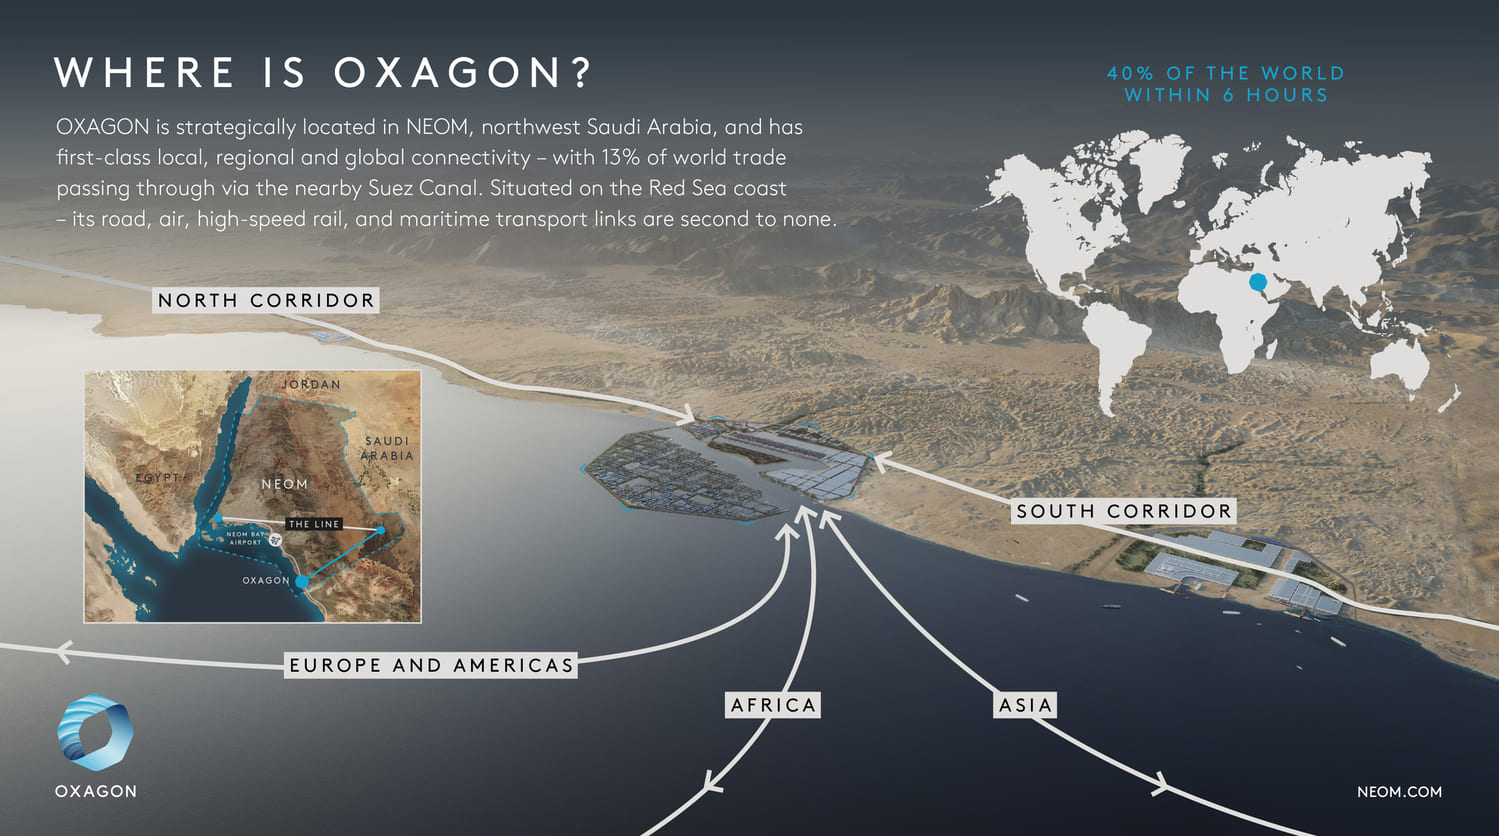 WHERE IS OXAGON?
OXAGON is strategically located in NEOM, northwest Saudi Arabia, and has
first-class local, regional and global connectivity – with 13% of world trade
passing through via the nearby Suez Canal. Situated on the Red Sea coast
– its road, air, high-speed rail, and maritime transport links are second to none.
40% OF THE WORLD
WITHIN 6 HOURS
NORTH CORRIDOR
JORDAN
SAUDI
ARABIA
EGYPT
NEOM
THE LINE
NEOM BAY
AIRPORT
OXAGON
SOUTH CORRIDOR
EUROPE AND AMERICAS
AFRICA
ASIA
OXAGON
NEOM.COM